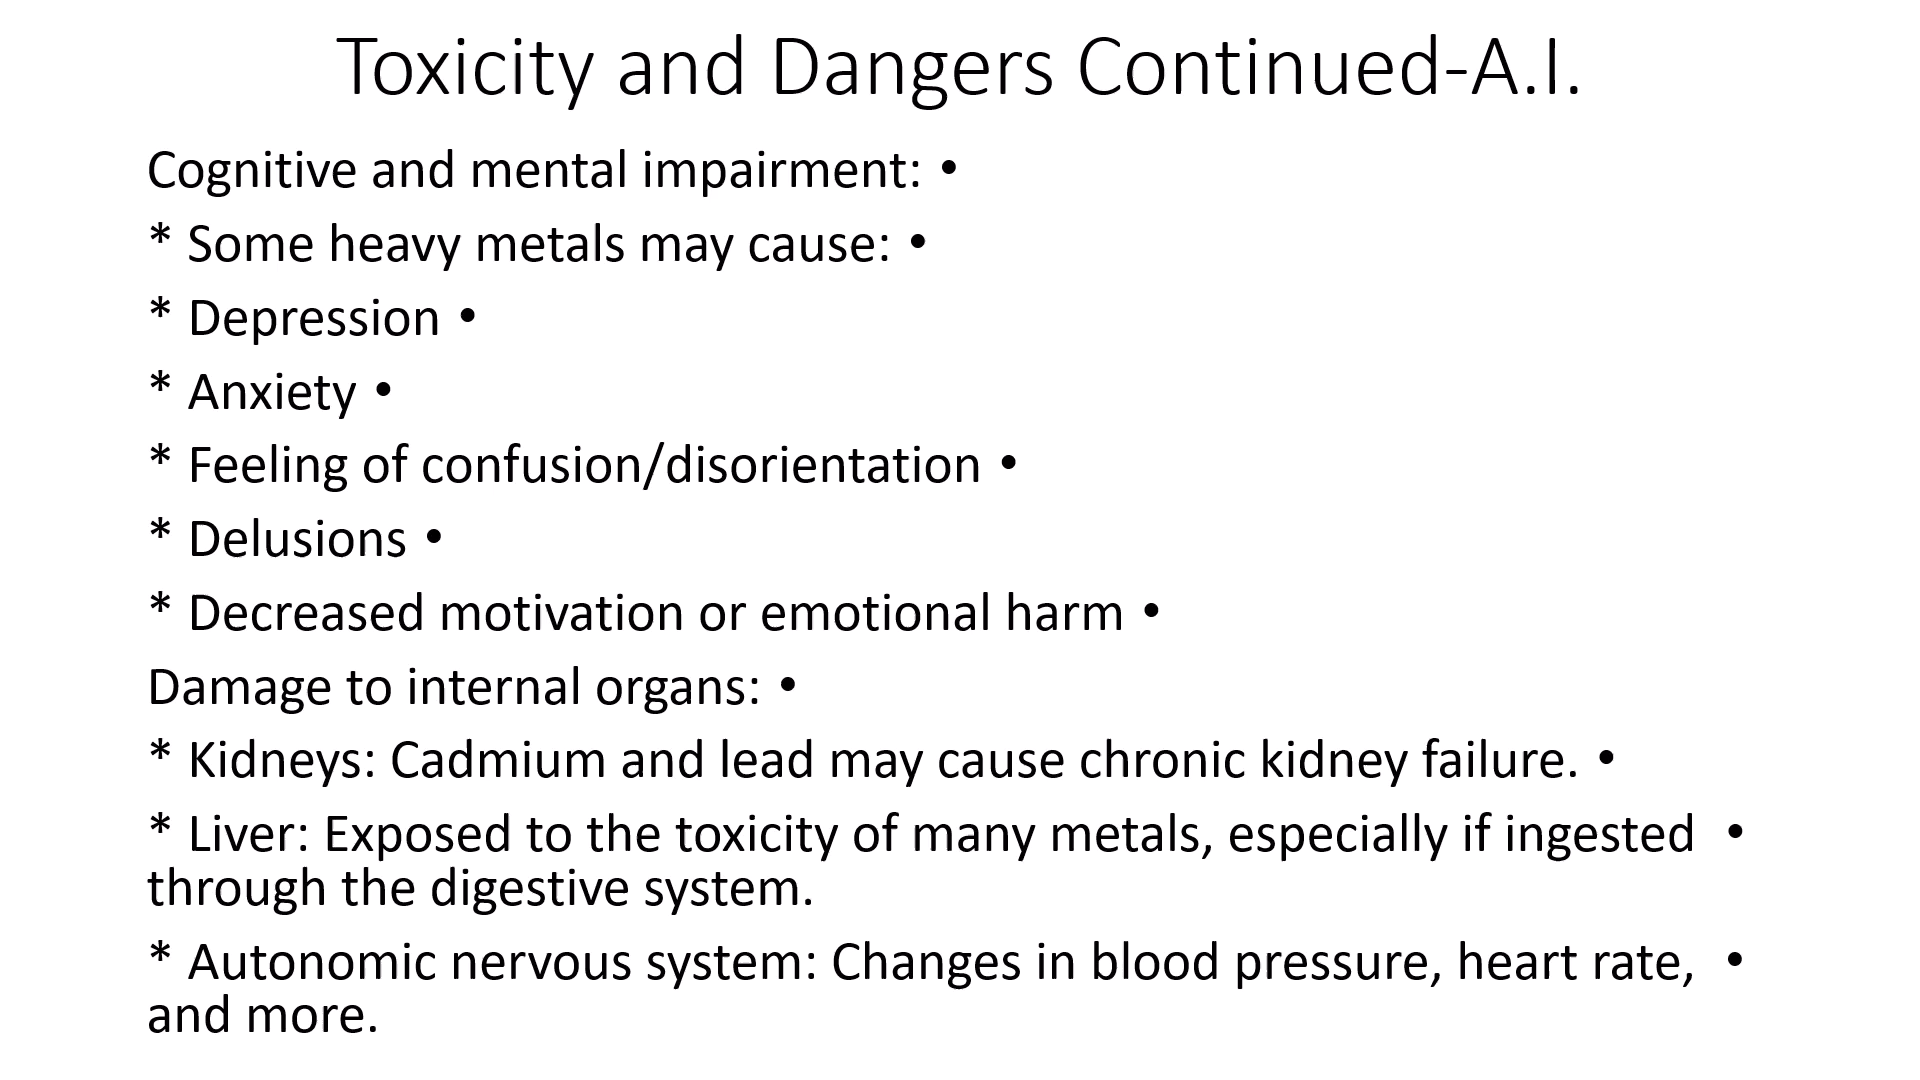 Toxicity and Dangers Continued-A.I.
Cognitive and mental impairment: •
* Some heavy metals may cause: •
* Depression •
* Anxiety •
* Feeling of confusion/disorientation •
* Delusions •
* Decreased motivation or emotional harm •
Damage to internal organs: •
* Kidneys: Cadmium and lead may cause chronic kidney failure. •
* Liver: Exposed to the toxicity of many metals, especially if ingested •
through the digestive system.
* Autonomic nervous system: Changes in blood pressure, heart rate, •
and more.